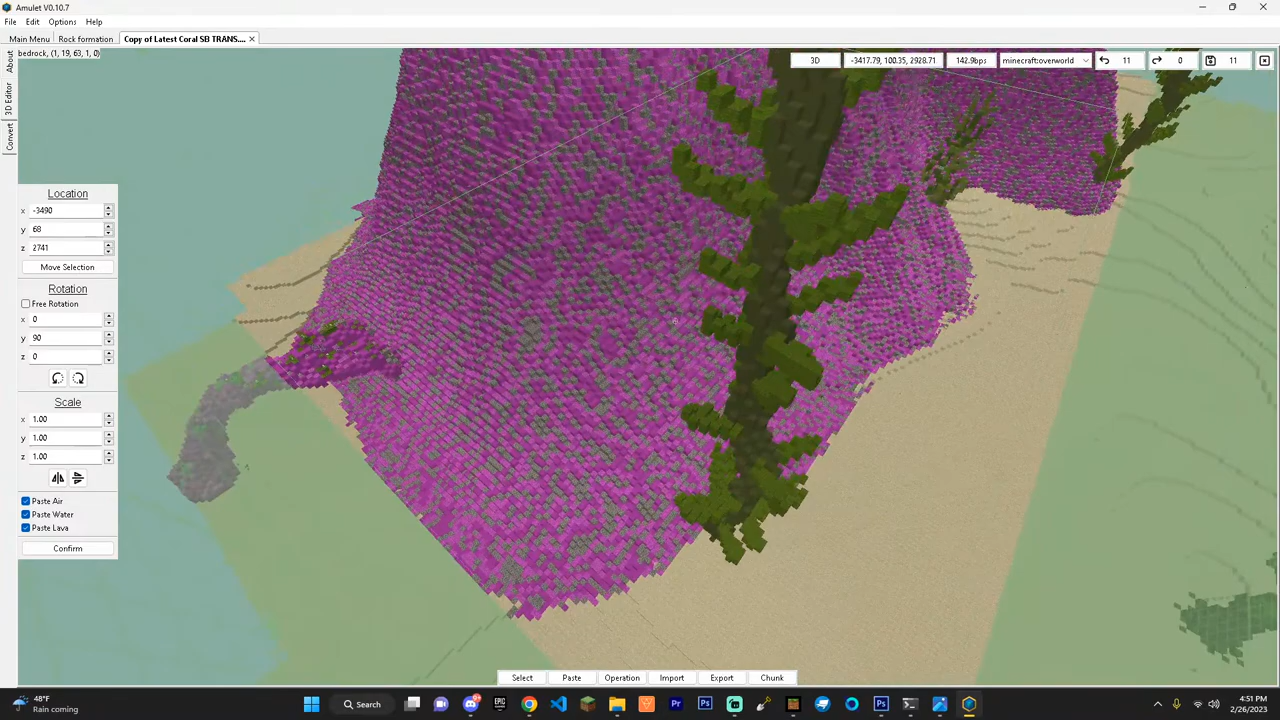 Amulet V0.10.7
File Edit Options Help
Main Menu Rock formation Copy of Latest Coral SB TRANS....
bedrock, (1, 19, 63, 1, 0)
3D -3417.79, 100.35, 2928.71 142.9bps minecraft:overworld 11 0 11
About
3D Editor
Convert
Location
x -3490
y 68
z 2741
Move Selection
Rotation
Free Rotation
x 0
y 90
z 0
Scale
x 1.00
y 1.00
z 1.00
Paste Air
Paste Water
Paste Lava
Confirm
Select Paste Operation Import Export Chunk
48°F
Rain coming
Search
4:51 PM
2/26/2023